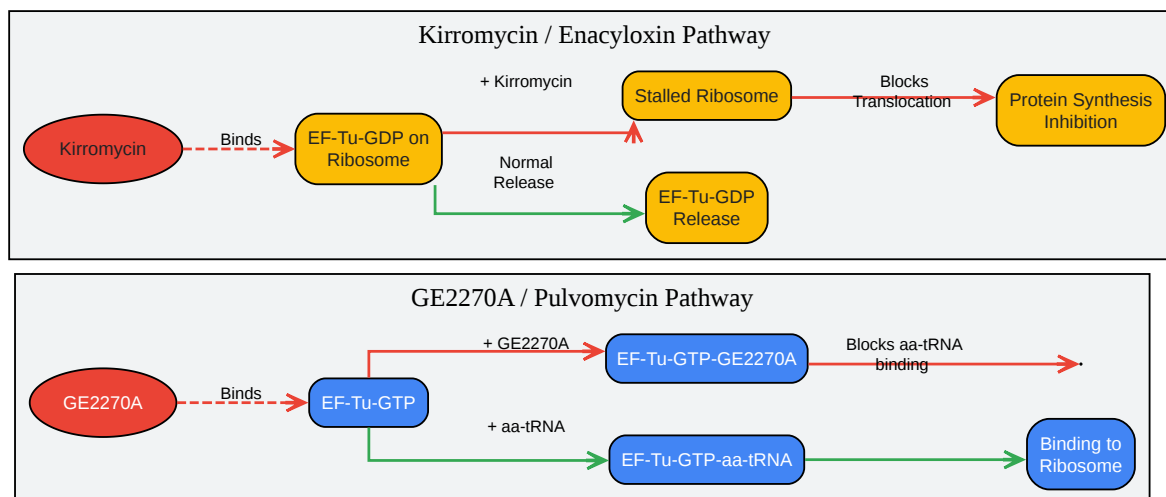 Kirromycin / Enacyloxin Pathway
+ Kirromycin
Blocks
Translocation
Stalled Ribosome
Protein Synthesis
Inhibition
Kirromycin
Binds
EF-Tu-GDP on
Ribosome
Normal
Release
EF-Tu-GDP
Release
GE2270A / Pulvomycin Pathway
+ GE2270A
EF-Tu-GTP-GE2270A
Blocks aa-tRNA
binding
GE2270A
Binds
EF-Tu-GTP
+ aa-tRNA
EF-Tu-GTP-aa-tRNA
Binding to
Ribosome